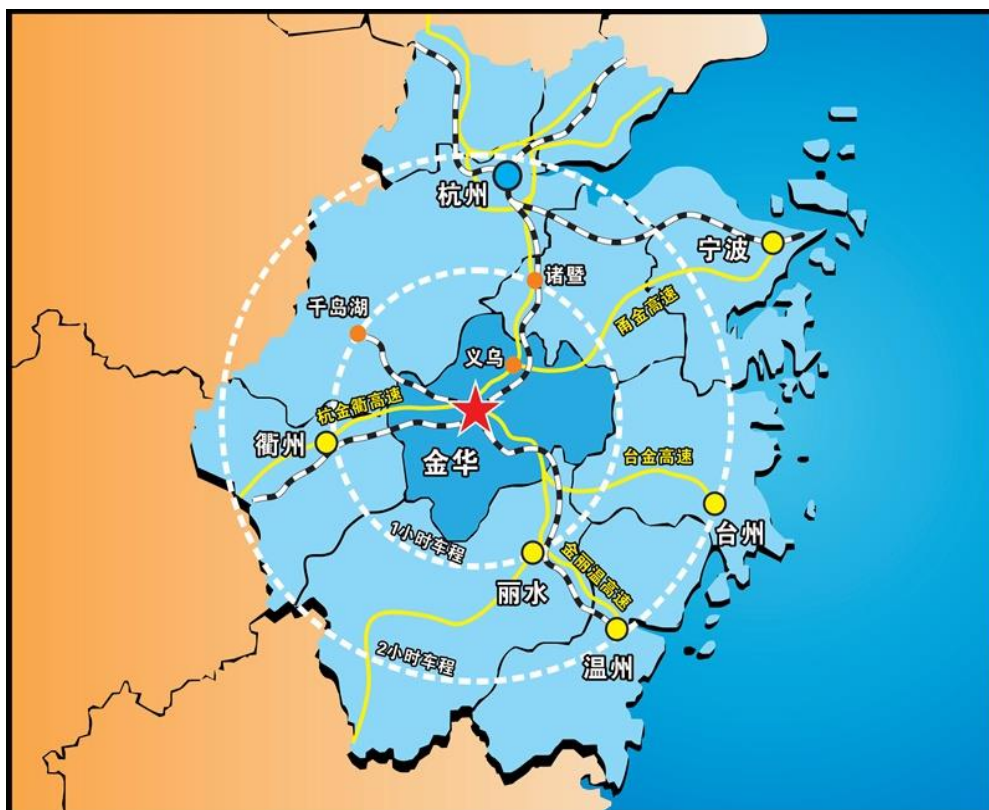 杭州
宁波
诸暨
千岛湖
甬金高速
义乌
杭金衢高速
衢州
金华
台金高速
台州
1小时车程
金丽温高速
丽水
2小时车程
温州